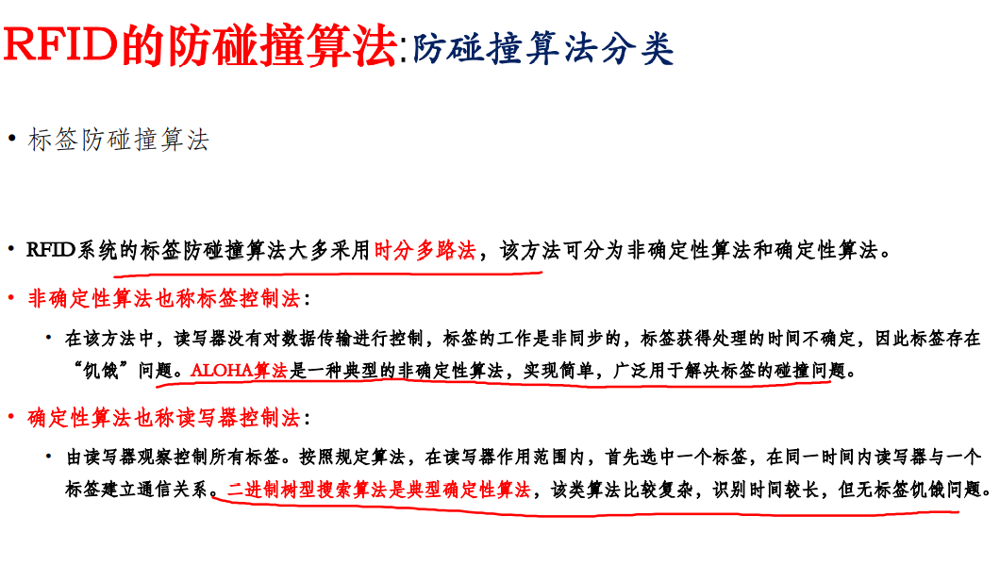 RFID的防碰撞算法:防碰撞算法分类
• 标签防碰撞算法
• RFID系统的标签防碰撞算法大多采用时分多路法，该方法可分为非确定性算法和确定性算法。
• 非确定性算法也称标签控制法：
• 在该方法中，读写器没有对数据传输进行控制，标签的工作是非同步的，标签获得处理的时间不确定，因此标签存在
“饥饿”问题。ALOHA算法是一种典型的非确定性算法，实现简单，广泛用于解决标签的碰撞问题。
• 确定性算法也称读写器控制法：
• 由读写器观察控制所有标签。按照规定算法，在读写器作用范围内，首先选中一个标签，在同一时间内读写器与一个
标签建立通信关系。二进制树型搜索算法是典型确定性算法，该类算法比较复杂，识别时间较长，但无标签饥饿问题。